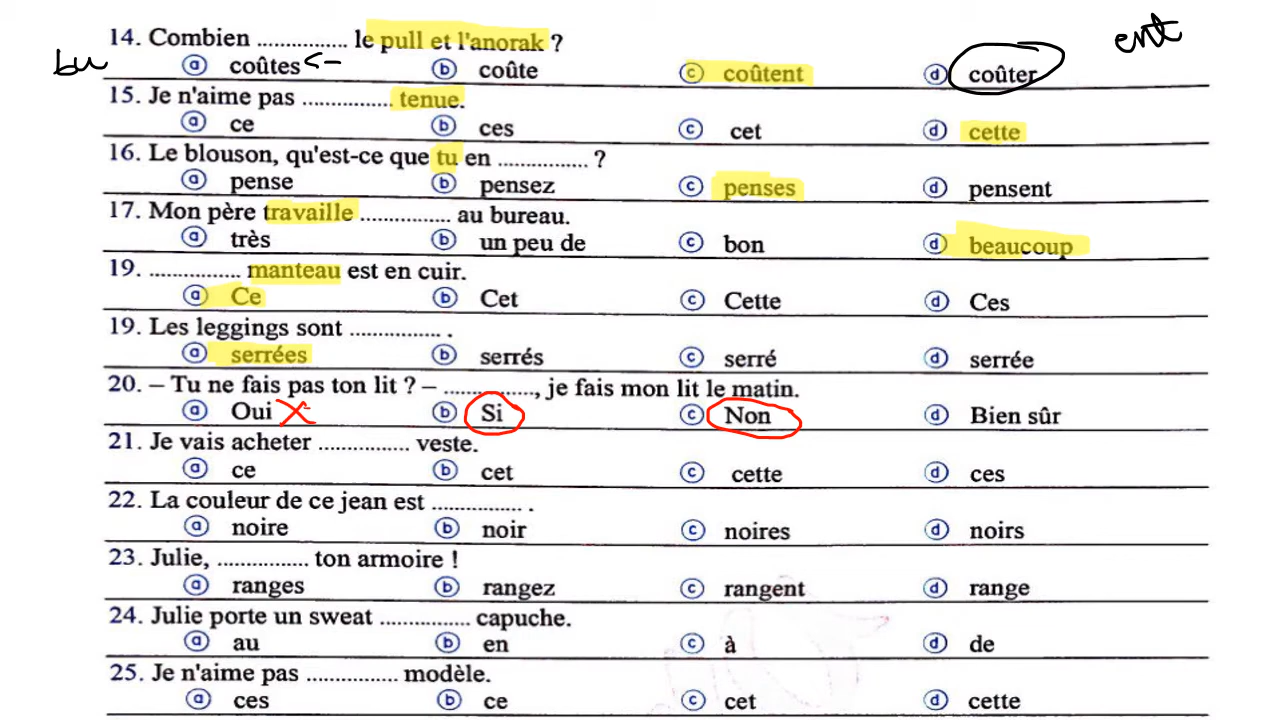 14. Combien ............... le pull et l'anorak ?
ent
bu
a coûtes <- b coûte c coûtent d coûter
15. Je n'aime pas ............... tenue.
a ce b ces c cet d cette
16. Le blouson, qu'est-ce que tu en ............... ?
a pense b pensez c penses d pensent
17. Mon père travaille ............... au bureau.
a très b un peu de c bon d beaucoup
19. ............... manteau est en cuir.
a Ce b Cet c Cette d Ces
19. Les leggings sont ............... .
a serrées b serrés c serré d serrée
20. – Tu ne fais pas ton lit ? – ..............., je fais mon lit le matin.
a Oui b Si c Non d Bien sûr
21. Je vais acheter ............... veste.
a ce b cet c cette d ces
22. La couleur de ce jean est ............... .
a noire b noir c noires d noirs
23. Julie, ............... ton armoire !
a ranges b rangez c rangent d range
24. Julie porte un sweat ............... capuche.
a au b en c à d de
25. Je n'aime pas ............... modèle.
a ces b ce c cet d cette